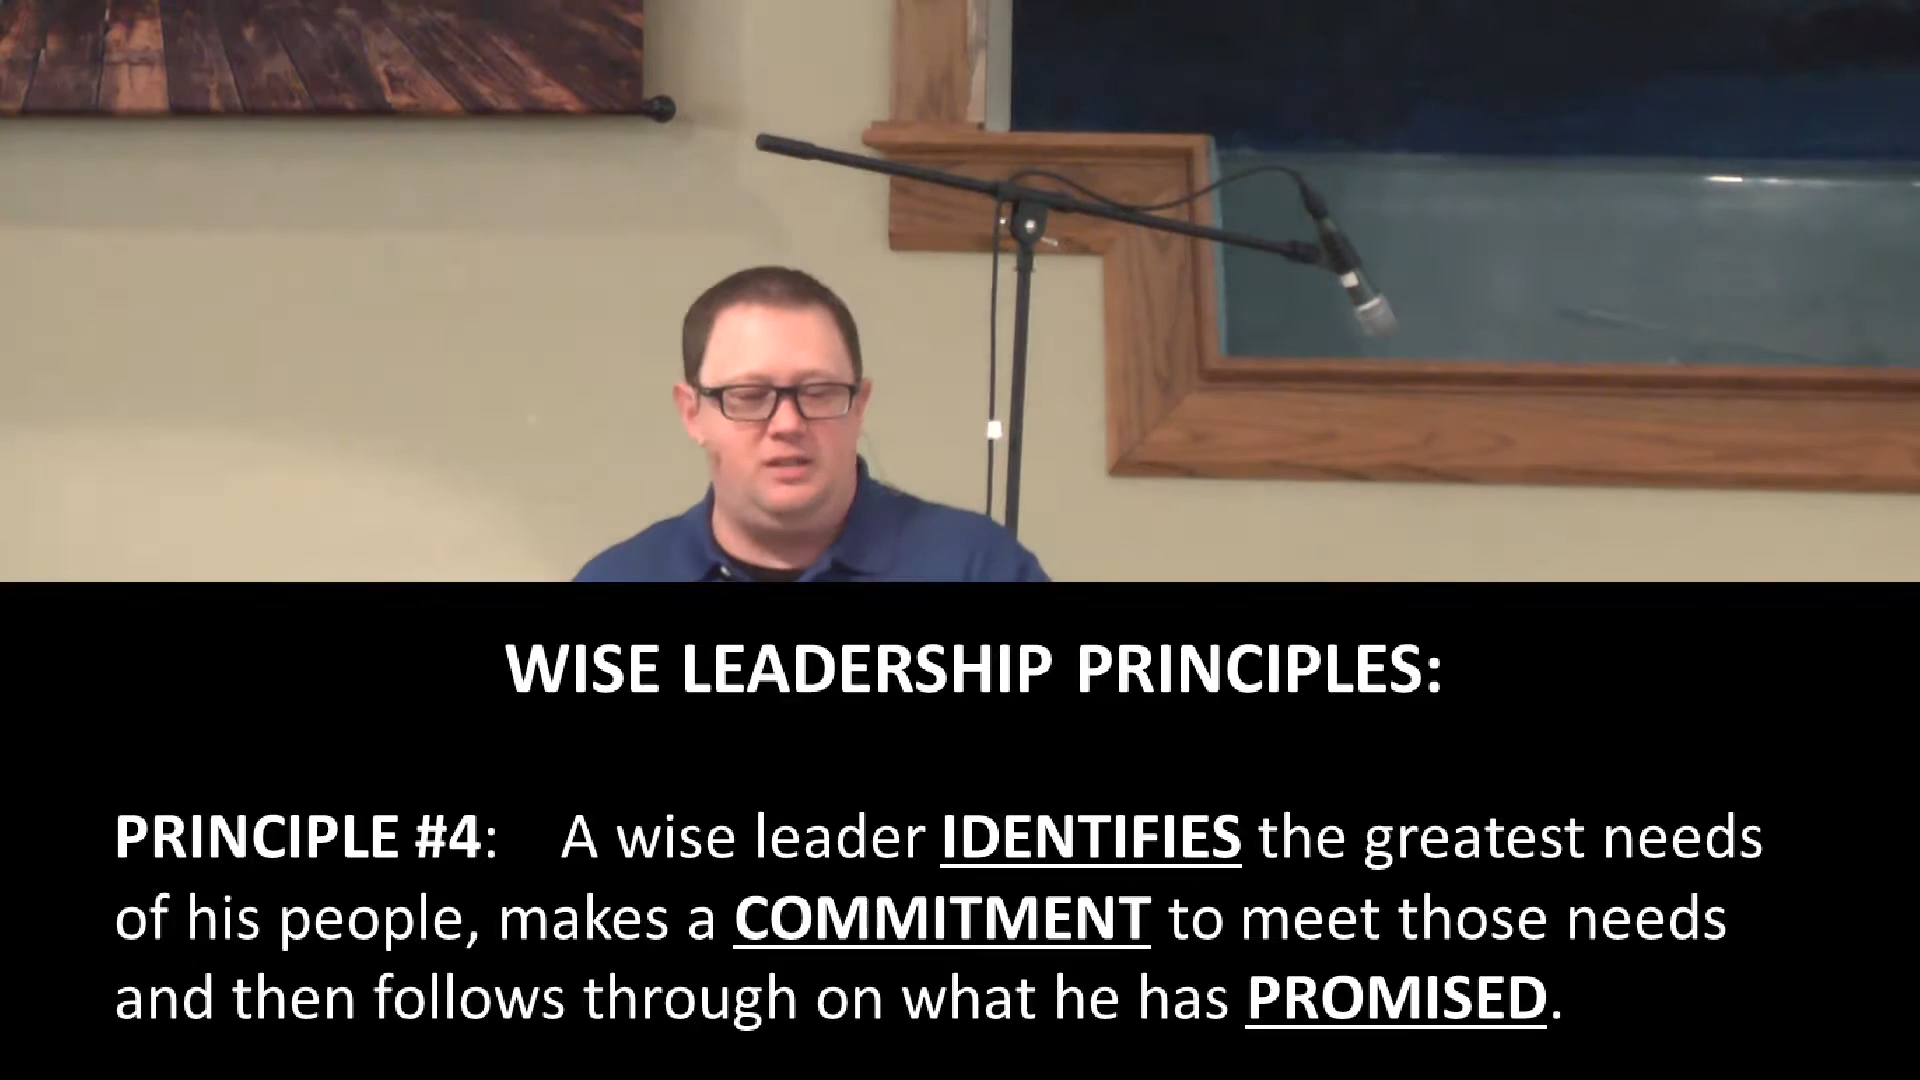 WISE LEADERSHIP PRINCIPLES:
PRINCIPLE #4: A wise leader IDENTIFIES the greatest needs
of his people, makes a COMMITMENT to meet those needs
and then follows through on what he has PROMISED.